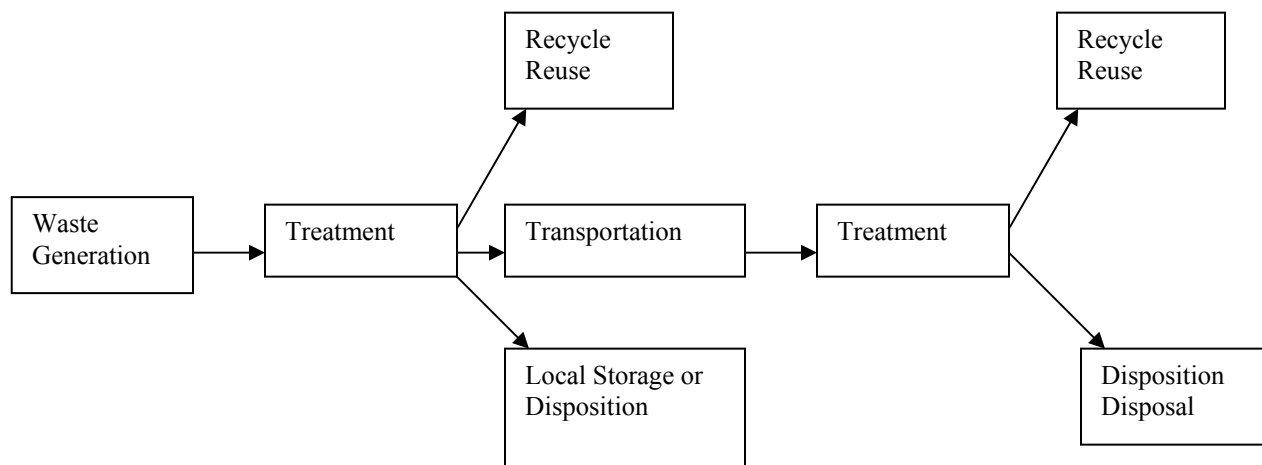 Recycle
Reuse
Recycle
Reuse
Waste
Generation
Treatment
Transportation
Treatment
Local Storage or
Disposition
Disposition
Disposal